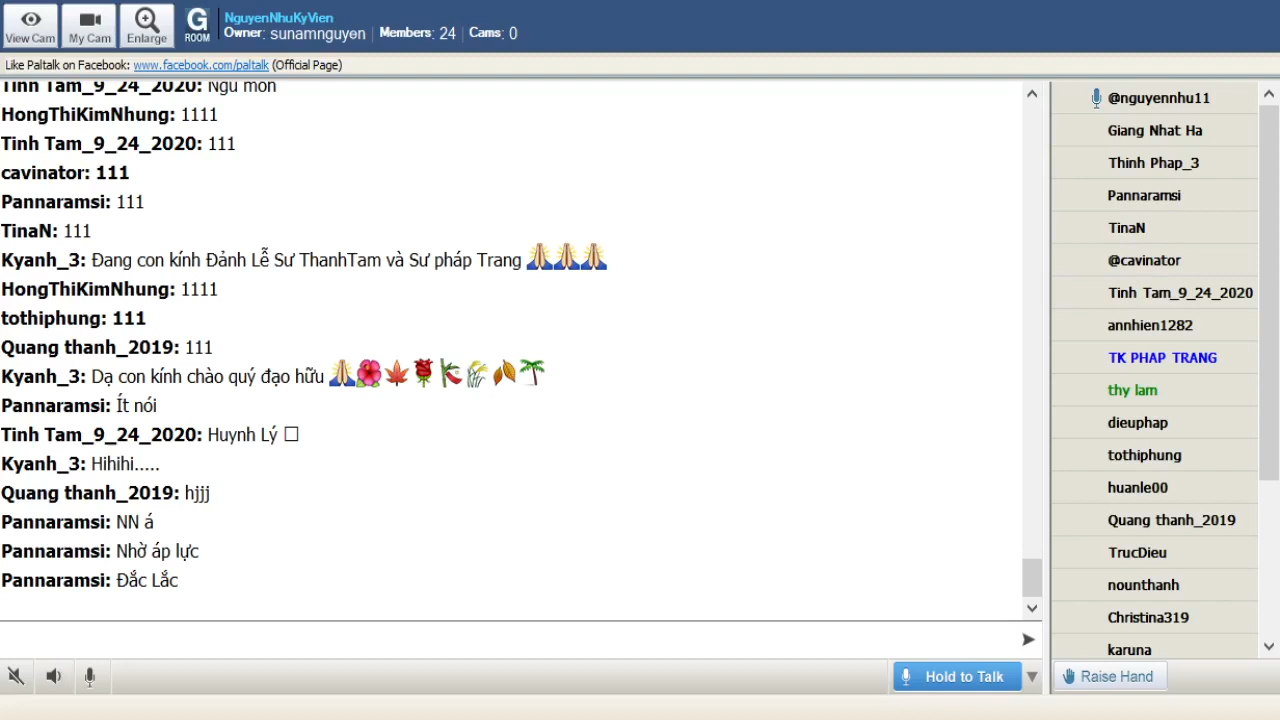 View Cam
My Cam
Enlarge
G
ROOM
NguyenNhuKyVien
Owner: sunamnguyen
Members: 24
Cams: 0
Like Paltalk on Facebook: www.facebook.com/paltalk (Official Page)
Tinh Tam_9_24_2020: Ngu mon
HongThiKimNhung: 1111
Tinh Tam_9_24_2020: 111
cavinator: 111
Pannaramsi: 111
TinaN: 111
Kyanh_3: Đang con kính Đảnh Lễ Sư ThanhTam và Sư pháp Trang 🙏🙏🙏
HongThiKimNhung: 1111
tothiphung: 111
Quang thanh_2019: 111
Kyanh_3: Dạ con kính chào quý đạo hữu 🙏🌺🍁🌹🎋🌾🍂🌴
Pannaramsi: Ít nói
Tinh Tam_9_24_2020: Huynh Lý □
Kyanh_3: Hihihi.....
Quang thanh_2019: hjjj
Pannaramsi: NN á
Pannaramsi: Nhờ áp lực
Pannaramsi: Đắc Lắc
Hold to Talk
@nguyennhu11
Giang Nhat Ha
Thinh Phap_3
Pannaramsi
TinaN
@cavinator
Tinh Tam_9_24_2020
annhien1282
TK PHAP TRANG
thy lam
dieuphap
tothiphung
huanle00
Quang thanh_2019
TrucDieu
nounthanh
Christina319
karuna
Raise Hand